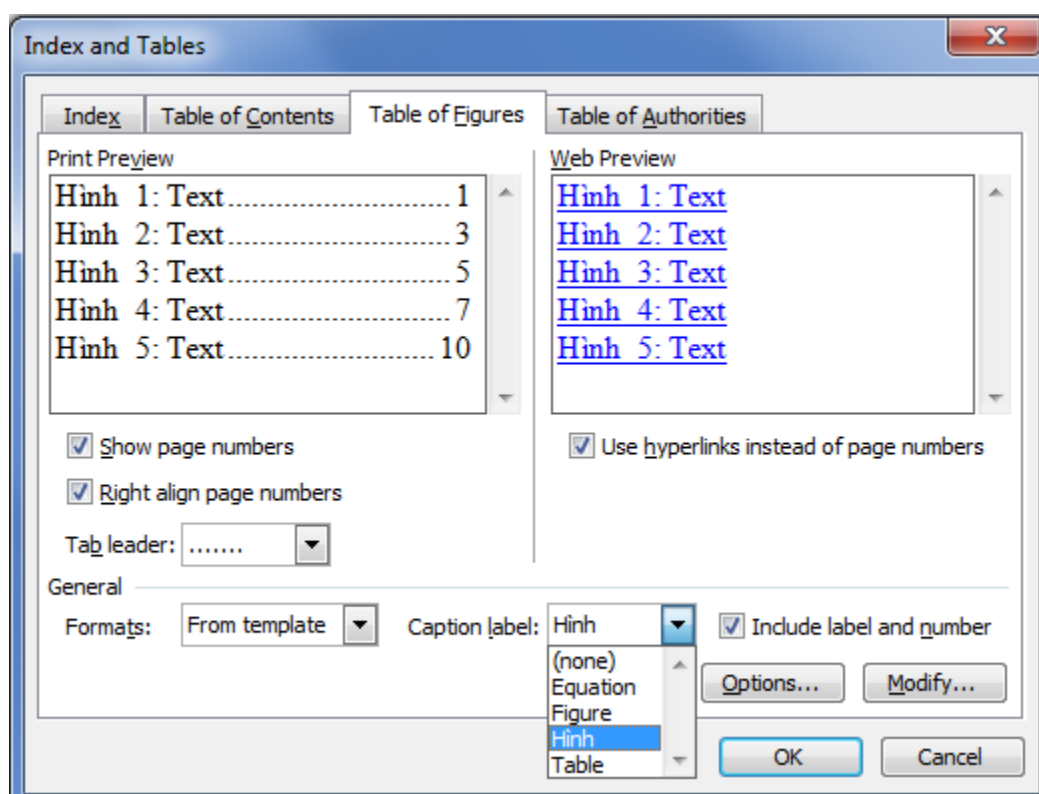 Index and Tables
Index
Table of Contents
Table of Figures
Table of Authorities
Print Preview
Hình 1: Text....................................1
Hình 2: Text....................................3
Hình 3: Text....................................5
Hình 4: Text....................................7
Hình 5: Text..................................10
Web Preview
Hình 1: Text
Hình 2: Text
Hình 3: Text
Hình 4: Text
Hình 5: Text
Show page numbers
Right align page numbers
Use hyperlinks instead of page numbers
Tab leader: .......
General
Formats: From template
Caption label: Hình
Include label and number
(none)
Equation
Figure
Hình
Table
Options...
Modify...
OK
Cancel